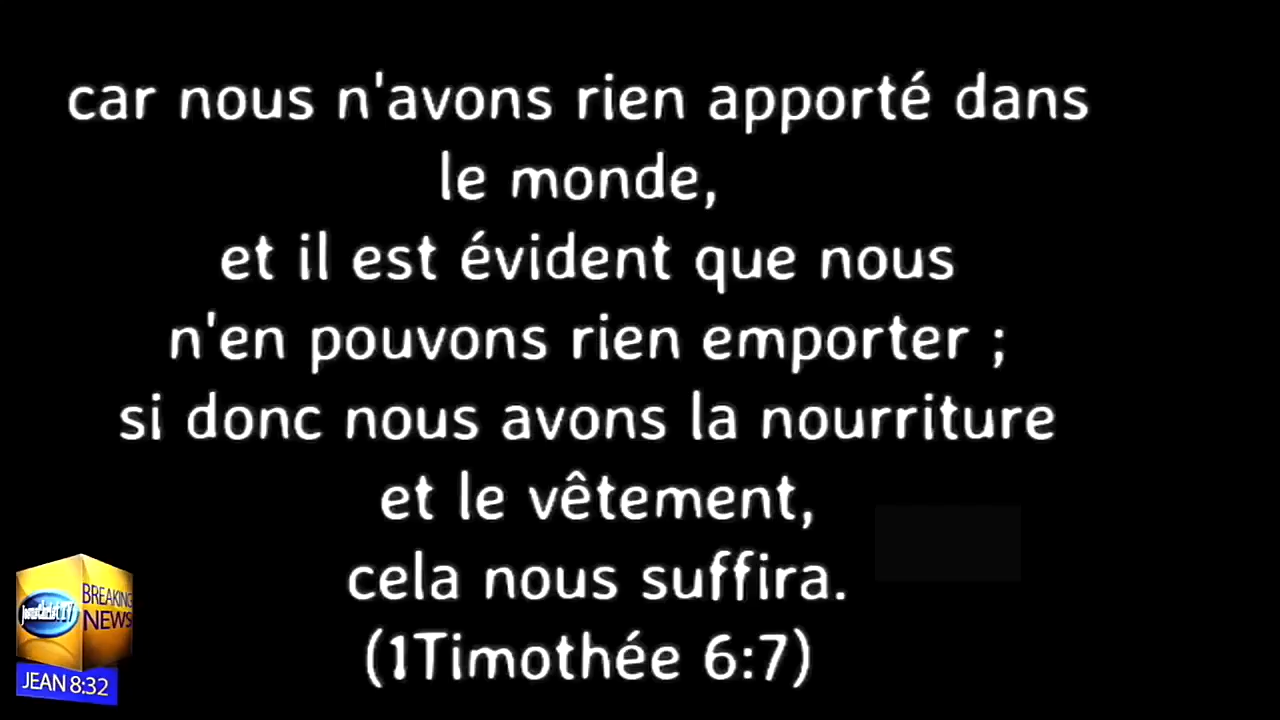 car nous n'avons rien apporté dans
le monde,
et il est évident que nous
n'en pouvons rien emporter ;
si donc nous avons la nourriture
et le vêtement,
cela nous suffira.
(1Timothée 6:7)
BREAKING
NEWS
JEAN 8:32